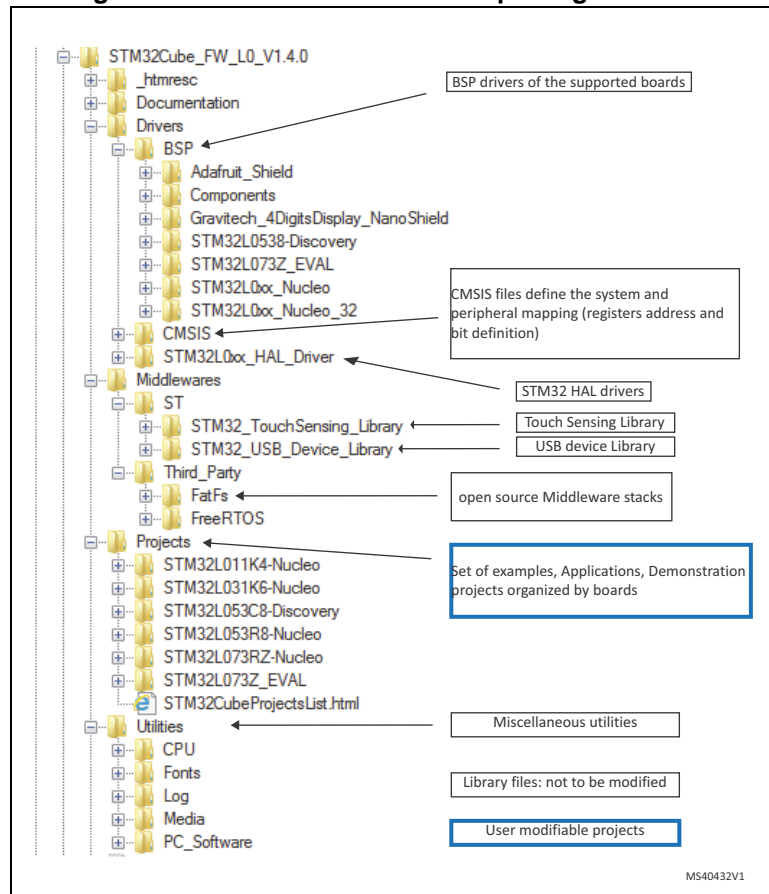 STM32Cube_FW_L0_V1.4.0
_htmresc
BSP drivers of the supported boards
Documentation
Drivers
BSP
Adafruit_Shield
Components
Gravitech_4DigitsDisplay_NanoShield
STM32L0538-Discovery
STM32L073Z_EVAL
STM32L0xx_Nucleo
STM32L0xx_Nucleo_32
CMSIS files define the system and
peripheral mapping (registers address and
bit definition)
CMSIS
STM32L0xx_HAL_Driver
STM32 HAL drivers
Middlewares
ST
STM32_TouchSensing_Library
Touch Sensing Library
STM32_USB_Device_Library
USB device Library
Third_Party
FatFs
open source Middleware stacks
FreeRTOS
Projects
STM32L011K4-Nucleo
STM32L031K6-Nucleo
Set of examples, Applications, Demonstration
projects organized by boards
STM32L053C8-Discovery
STM32L053R8-Nucleo
STM32L073RZ-Nucleo
STM32L073Z_EVAL
STM32CubeProjectsList.html
Utilities
Miscellaneous utilities
CPU
Fonts
Library files: not to be modified
Log
Media
User modifiable projects
PC_Software
MS40432V1